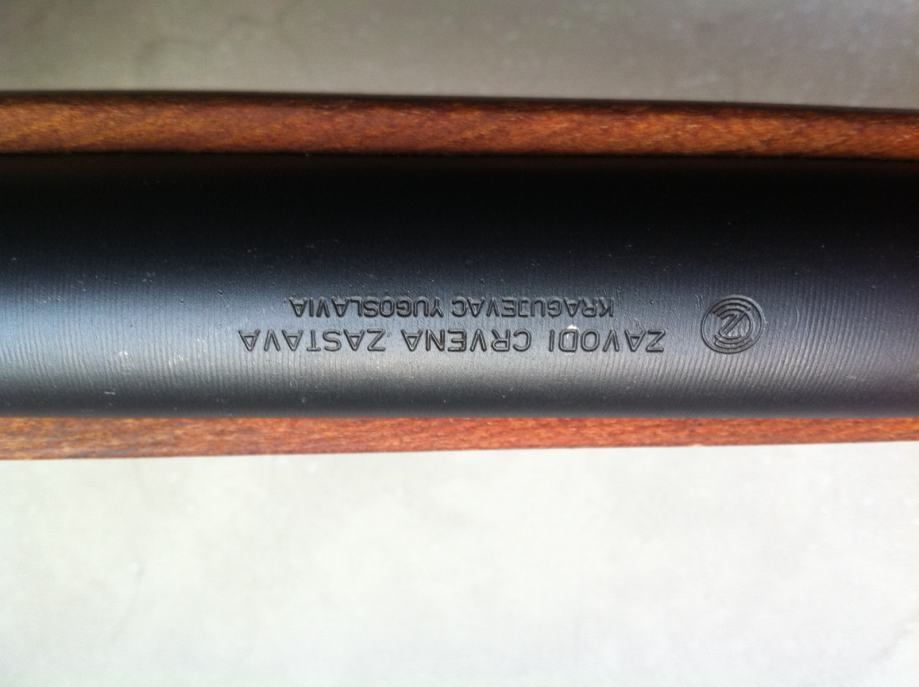 ZAVODI CRVENA ZASTAVA
KRAGUJEVAC YUGOSLAVIA